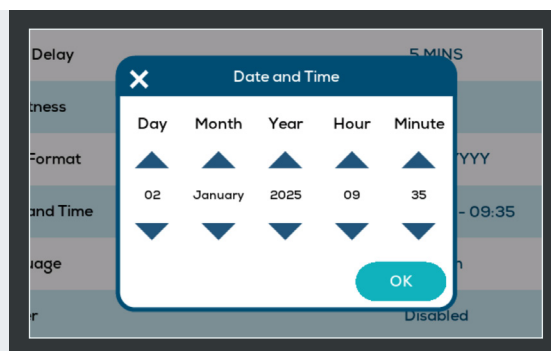 Delay 5 MINS
Date and Time
tness
Day Month Year Hour Minute
Format YYYY
02 January 2025 09 35
and Time - 09:35
uage
OK
Disabled